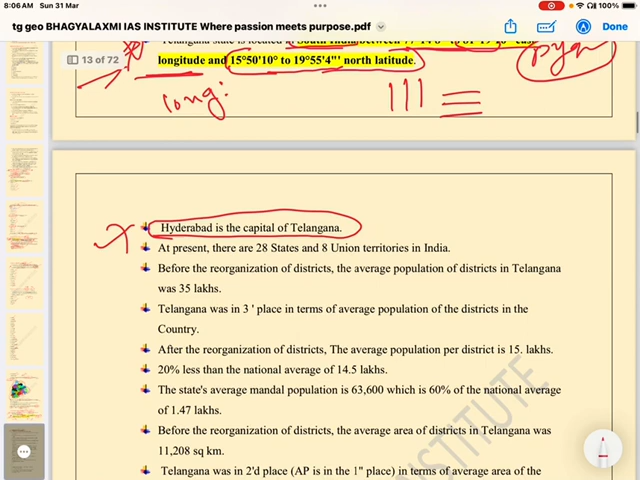 8:06 AM Sun 31 Mar
100%
tg geo BHAGYALAXMI IAS INSTITUTE Where passion meets purpose.pdf
Done
13 of 72
longitude and 15°50'10° to 19°55'4"' north latitude.
long:
Hyderabad is the capital of Telangana.
At present, there are 28 States and 8 Union territories in India.
Before the reorganization of districts, the average population of districts in Telangana
was 35 lakhs.
Telangana was in 3 ' place in terms of average population of the districts in the
Country.
After the reorganization of districts, The average population per district is 15. lakhs.
20% less than the national average of 14.5 lakhs.
The state's average mandal population is 63,600 which is 60% of the national average
of 1.47 lakhs.
Before the reorganization of districts, the average area of districts in Telangana was
11,208 sq km.
Telangana was in 2'd place (AP is in the 1" place) in terms of average area of the
INSTITUTE